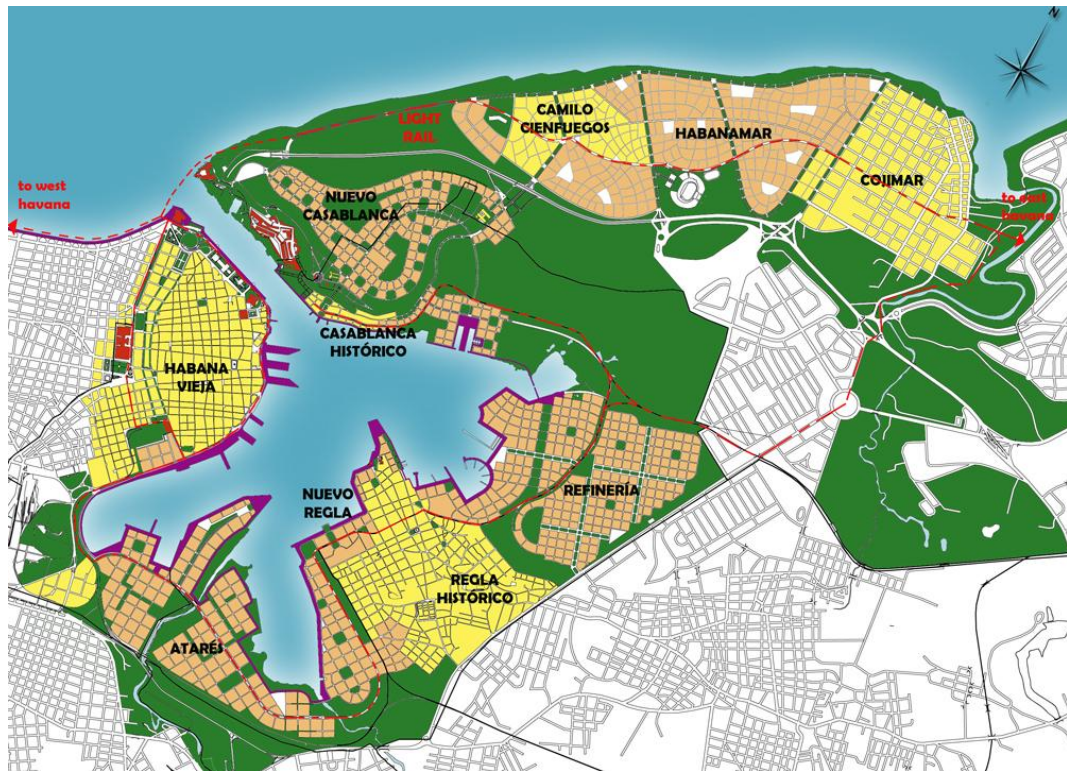 N
LIGHT
RAIL
CAMILO
CIENFUEGOS
HABANAMAR
COJIMAR
to west
havana
NUEVO
CASABLANCA
to east
havana
CASABLANCA
HISTÓRICO
HABANA
VIEJA
NUEVO
REGLA
REFINERÍA
REGLA
HISTÓRICO
ATARÉS